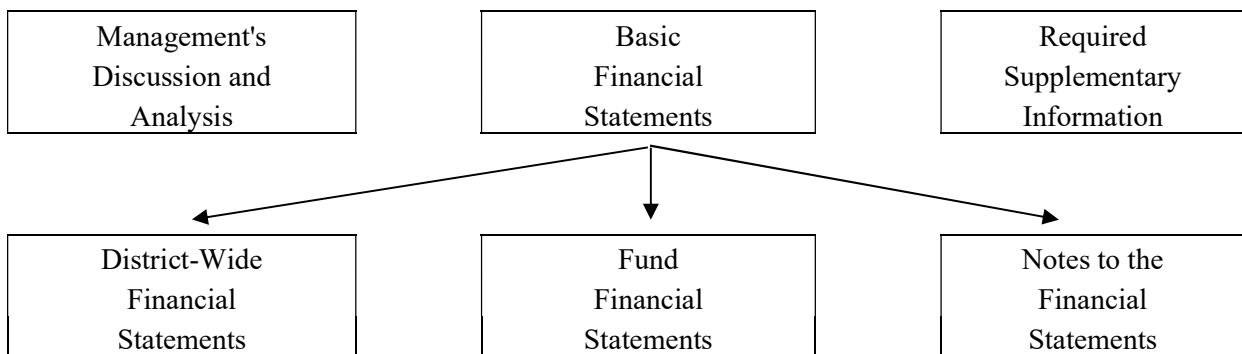 Management's
Discussion and
Analysis
Basic
Financial
Statements
Required
Supplementary
Information
District-Wide
Financial
Statements
Fund
Financial
Statements
Notes to the
Financial
Statements